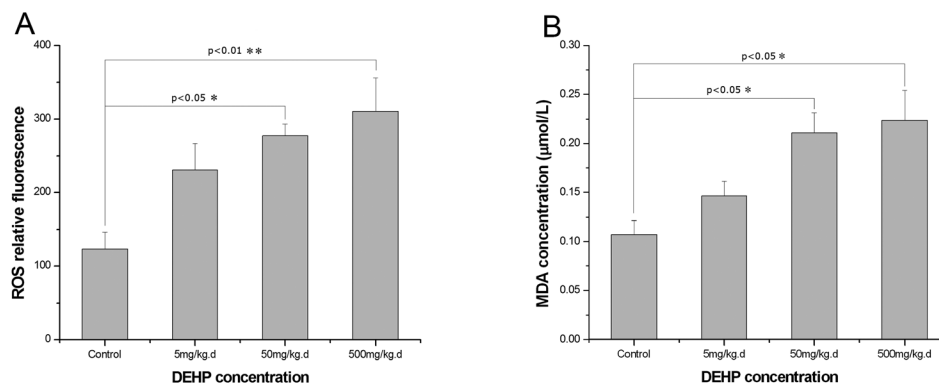 A
ROS relative fluorescence
400
300
200
100
0
p<0.01 **
p<0.05 *
Control
5mg/kg.d
50mg/kg.d
500mg/kg.d
DEHP concentration
B
MDA concentration (μmol/L)
0.30
0.25
0.20
0.15
0.10
0.05
0.00
p<0.05 *
p<0.05 *
Control
5mg/kg.d
50mg/kg.d
500mg/kg.d
DEHP concentration